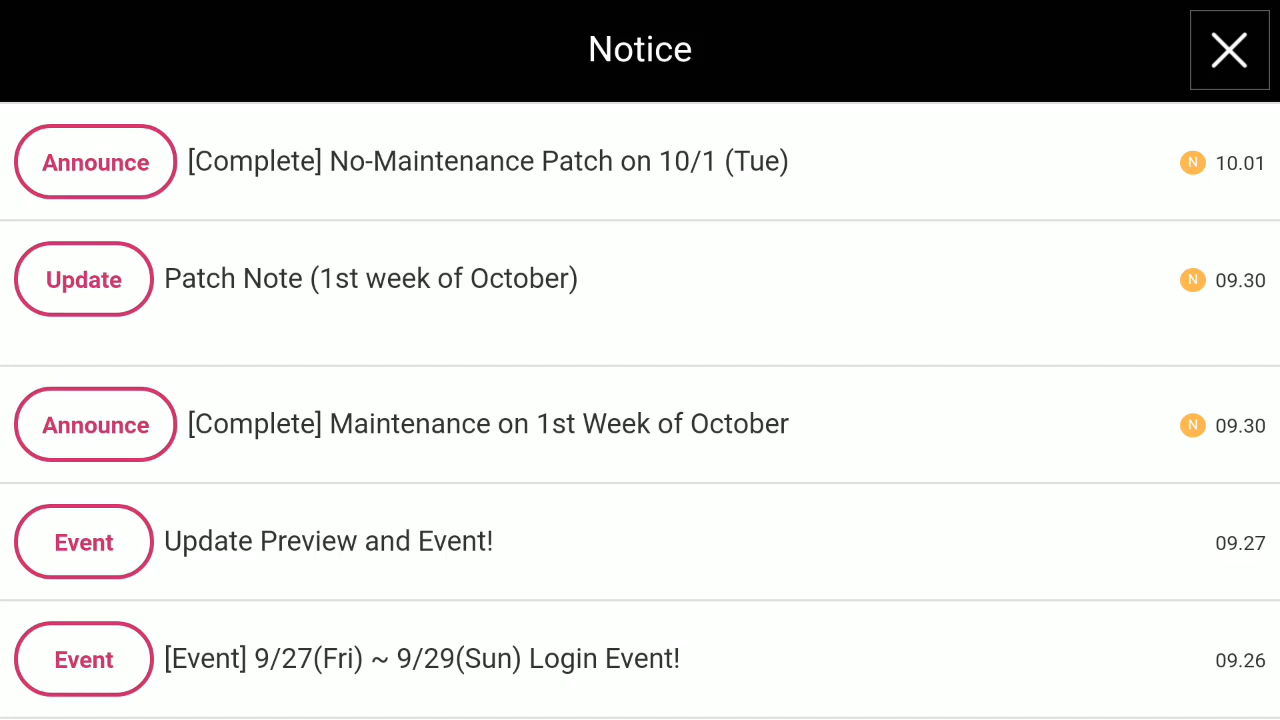 Notice
Announce [Complete] No-Maintenance Patch on 10/1 (Tue) N 10.01
Update Patch Note (1st week of October) N 09.30
Announce [Complete] Maintenance on 1st Week of October N 09.30
Event Update Preview and Event! 09.27
Event [Event] 9/27(Fri) ~ 9/29(Sun) Login Event! 09.26